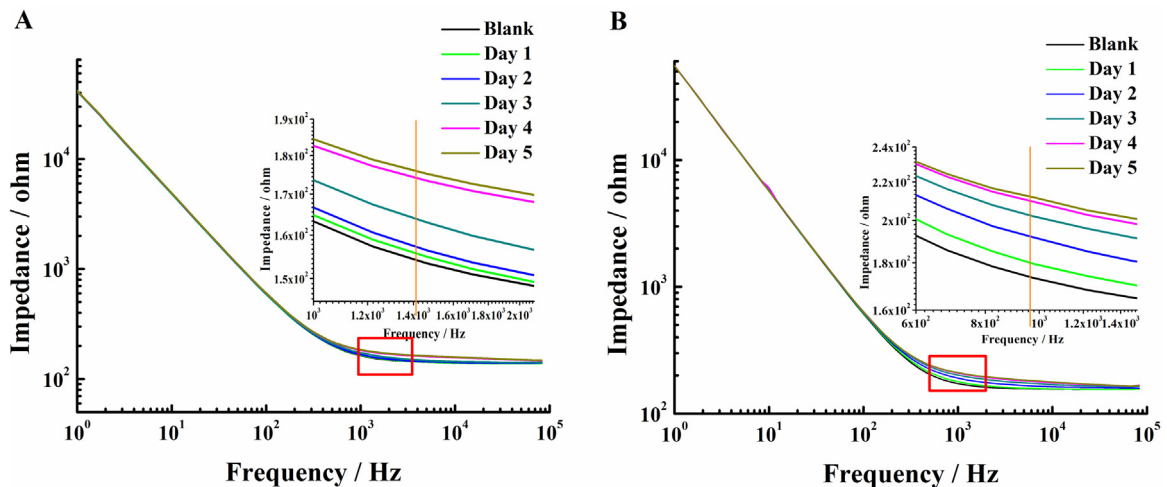 A
Blank
Day 1
Day 2
Day 3
Day 4
Day 5
Impedance / ohm
10⁴
10³
10²
10⁰
10¹
10²
10³
10⁴
10⁵
Frequency / Hz
Impedance / ohm
1.9x10²
1.8x10²
1.7x10²
1.6x10²
1.5x10²
10³
1.2x10³
1.4x10³
1.6x10³
1.8x10³
2x10³
Frequency / Hz
B
Blank
Day 1
Day 2
Day 3
Day 4
Day 5
Impedance / ohm
10⁴
10³
10²
10⁰
10¹
10²
10³
10⁴
10⁵
Frequency / Hz
Impedance / ohm
2.4x10²
2.2x10²
2x10²
1.8x10²
1.6x10²
6x10²
8x10²
10³
1.2x10³
1.4x10³
Frequency / Hz